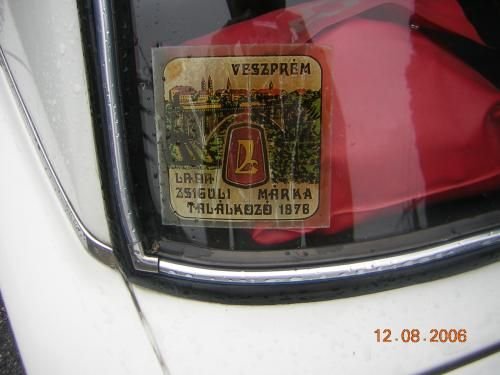 VESZPRÉM
LADA
ZSIGULI MÁRKA
TALÁLKOZÓ 1978
12.08.2006